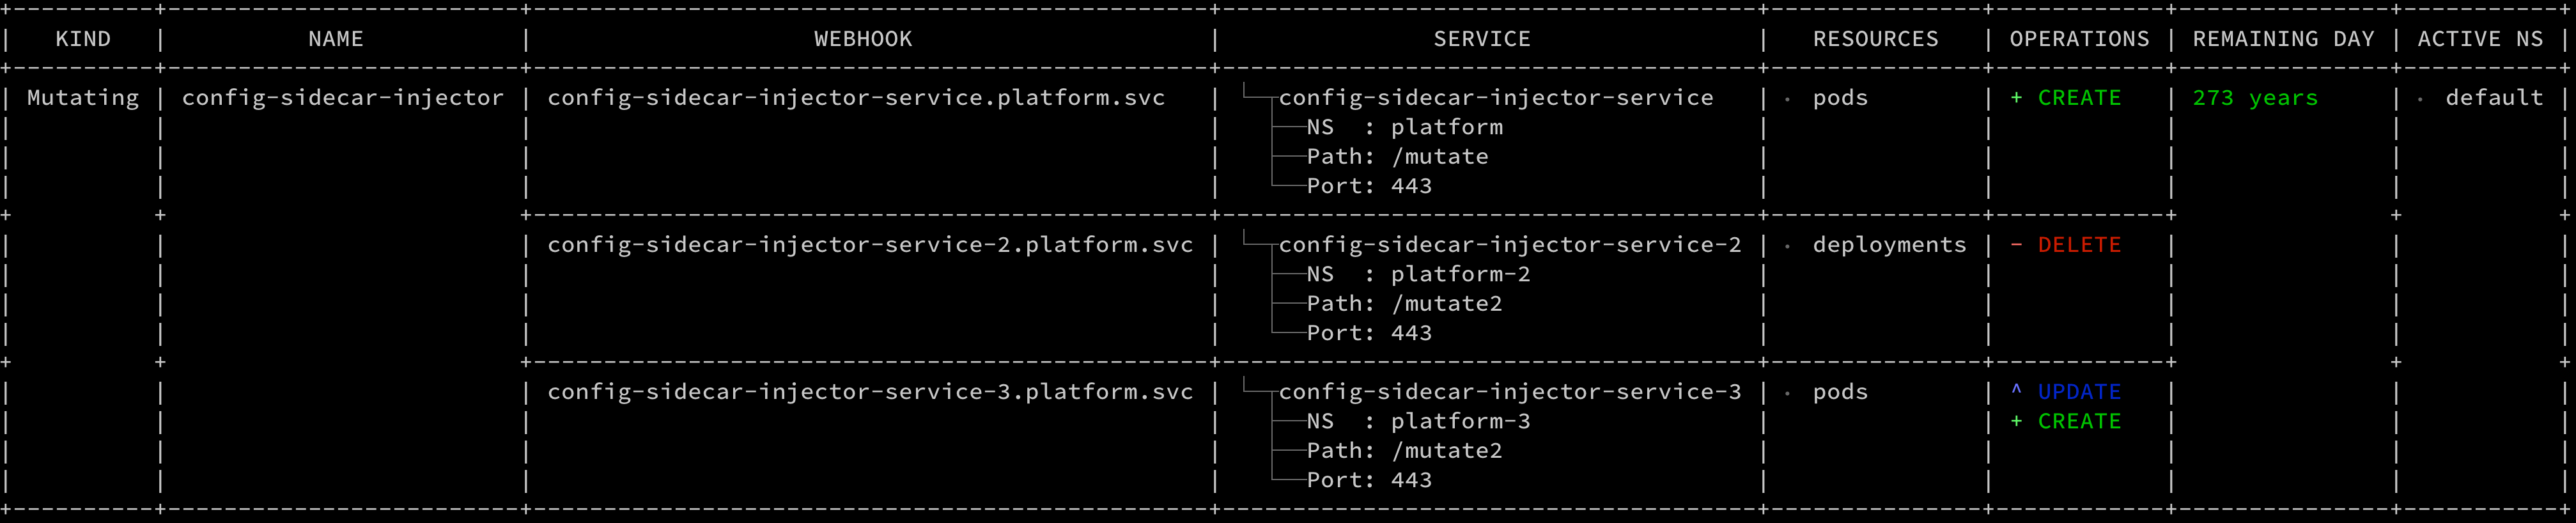 KIND | NAME | WEBHOOK | SERVICE | RESOURCES | OPERATIONS | REMAINING DAY | ACTIVE NS
Mutating | config-sidecar-injector | config-sidecar-injector-service.platform.svc | config-sidecar-injector-service | · pods | + CREATE | 273 years | · default
NS  : platform
Path: /mutate
Port: 443
config-sidecar-injector-service-2.platform.svc | config-sidecar-injector-service-2 | · deployments | - DELETE
NS  : platform-2
Path: /mutate2
Port: 443
config-sidecar-injector-service-3.platform.svc | config-sidecar-injector-service-3 | · pods | ^ UPDATE
NS  : platform-3 | + CREATE
Path: /mutate2
Port: 443